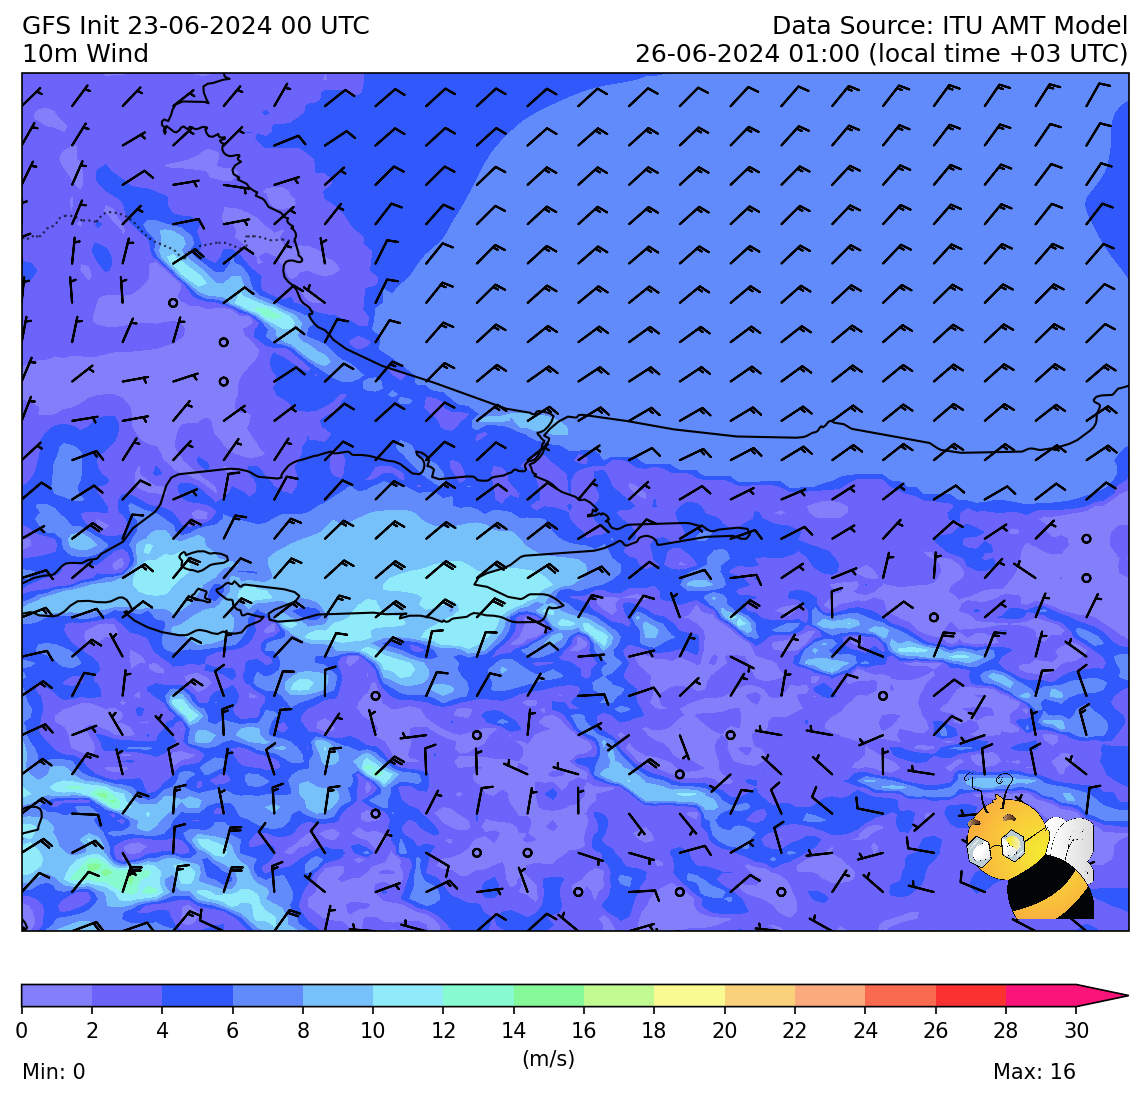 GFS Init 23-06-2024 00 UTC
Data Source: ITU AMT Model
10m Wind
26-06-2024 01:00 (local time +03 UTC)
0 2 4 6 8 10 12 14 16 18 20 22 24 26 28 30
(m/s)
Min: 0
Max: 16